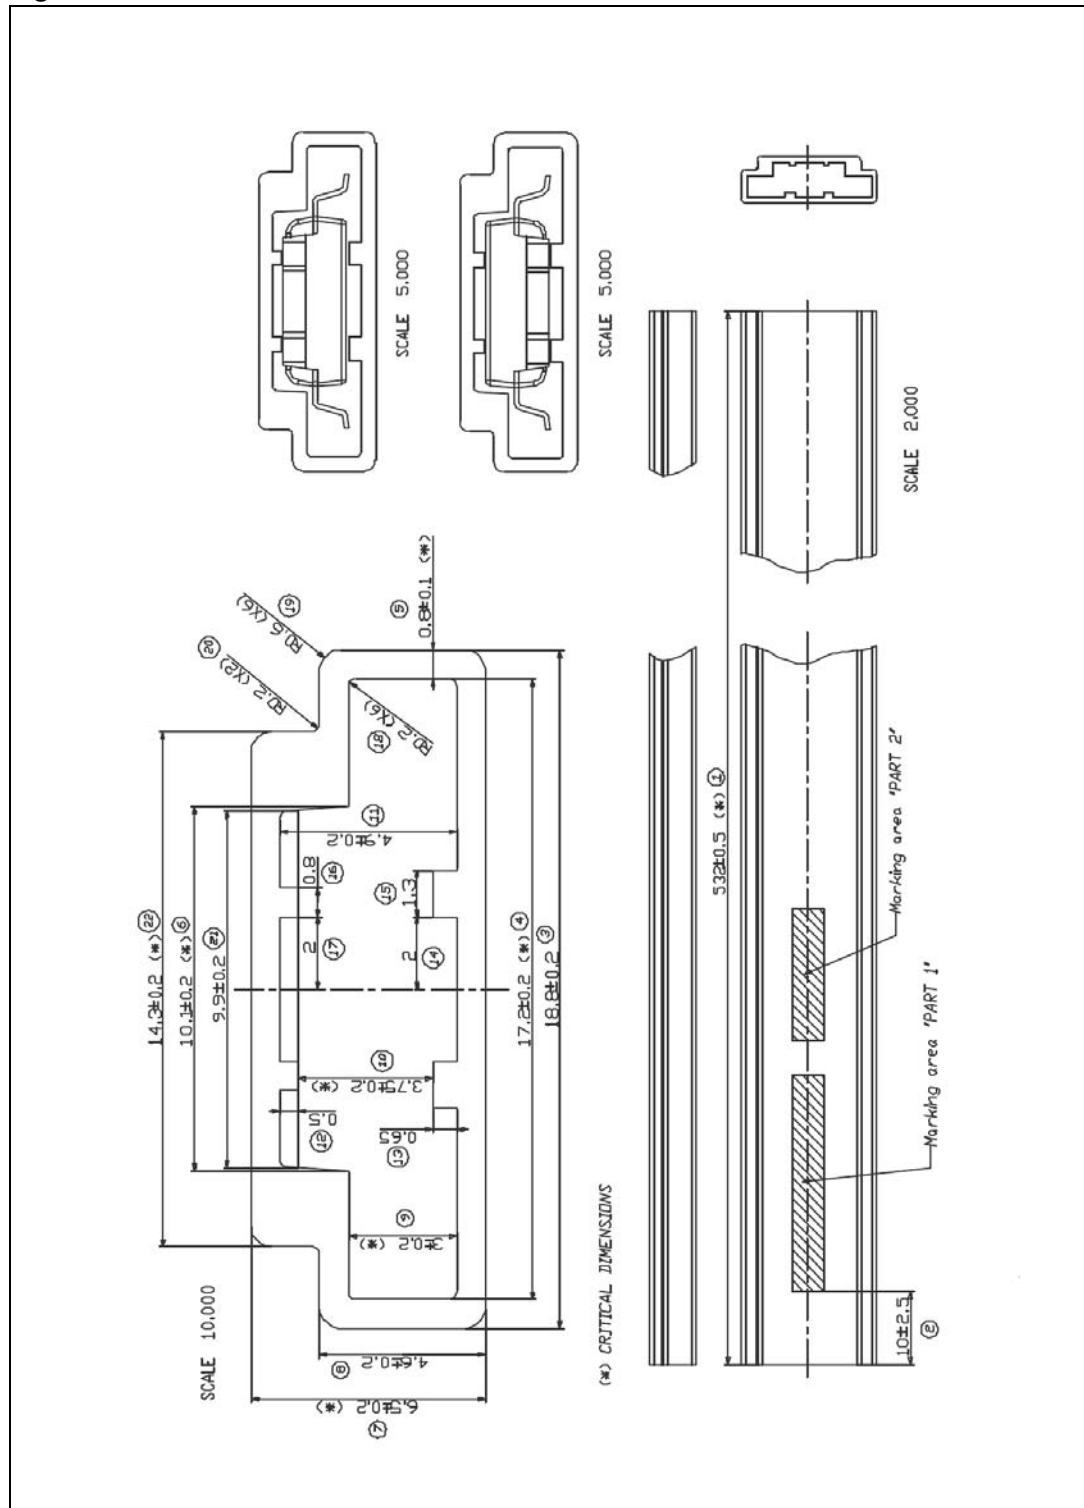 SCALE 5,000
SCALE 5,000
SCALE 2,000
SCALE 10,000
14,3±0.2 (*) 22
10,1±0.2 (*) 6
9,9±0.2 21
R0.2 (X2) 20
R0.6 (X6) 19
R0.2 (X6) 18
0.8±0.1 (*) 5
4,9±0.2 11
0.8 16
2 17
1,3 15
2 14
3,75±0.2 (*) 10
0.5 12
0.65 13
3±0.2 (*) 9
17,2±0.2 (*) 4
18,8±0.2 3
4,6±0.2 8
6,5±0.2 (*) 7
(*) CRITICAL DIMENSIONS
532±0.5 (*) 1
Marking area "PART 2"
Marking area "PART 1"
10±2.5 2